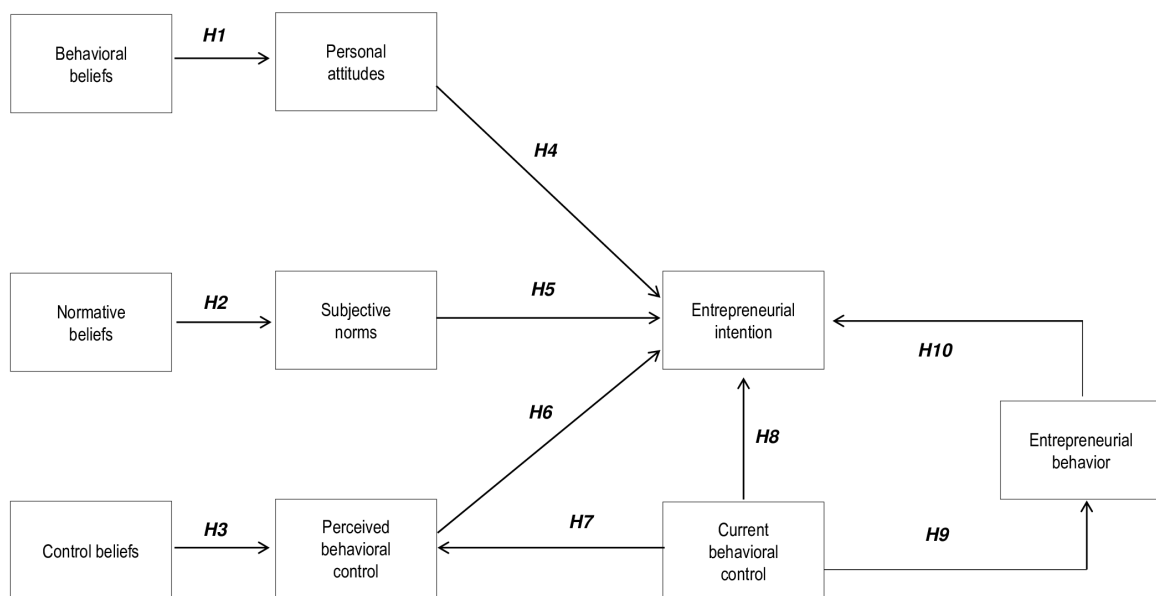 H1
Behavioral
beliefs
Personal
attitudes
H4
Normative
beliefs
H2
Subjective
norms
H5
Entrepreneurial
intention
H10
H6
H8
Entrepreneurial
behavior
Control beliefs
H3
Perceived
behavioral
control
H7
Current
behavioral
control
H9